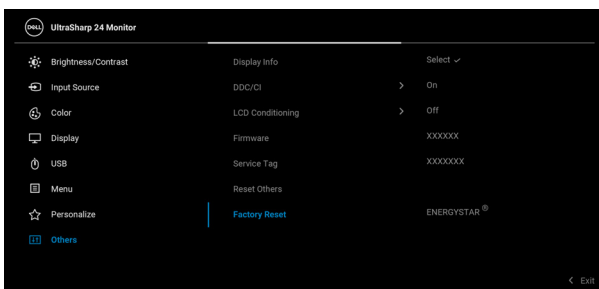 DELL UltraSharp 24 Monitor
Brightness/Contrast Display Info Select ✓
Input Source DDC/CI > On
Color LCD Conditioning > Off
Display Firmware XXXXXX
USB Service Tag XXXXXXX
Menu Reset Others
Personalize Factory Reset ENERGYSTAR ®
Others
< Exit